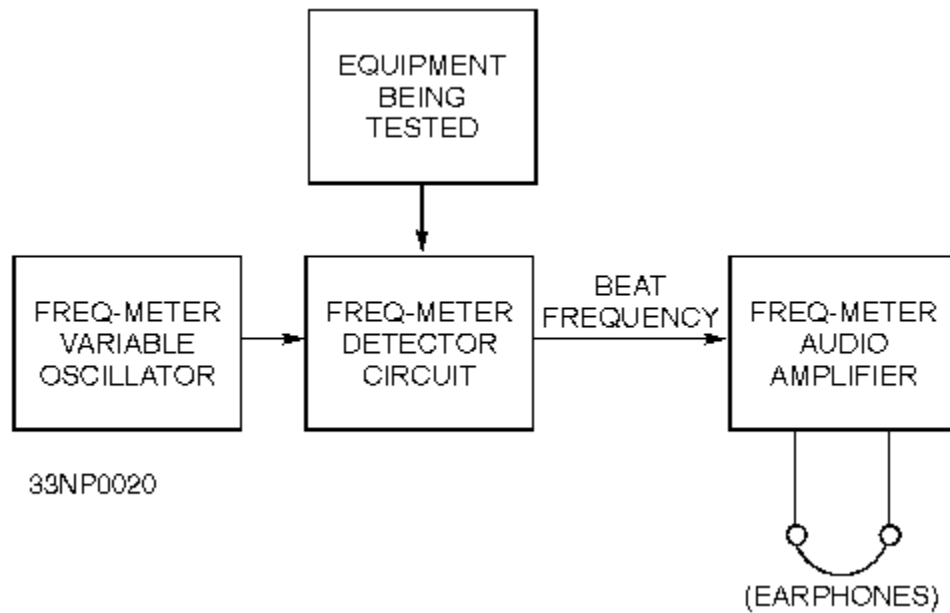 EQUIPMENT
BEING
TESTED
FREQ-METER
VARIABLE
OSCILLATOR
FREQ-METER
DETECTOR
CIRCUIT
BEAT
FREQUENCY
FREQ-METER
AUDIO
AMPLIFIER
33NP0020
(EARPHONES)